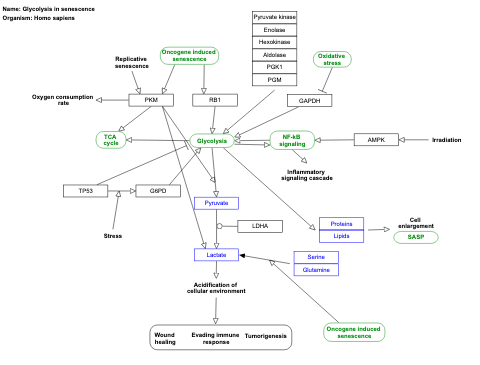 Name: Glycolysis in senescence
Organism: Homo sapiens
Pyruvate kinase
Enolase
Hexokinase
Aldolase
PGK1
PGM
Oncogene induced
senescence
Replicative
senescence
Oxidative
stress
Oxygen consumption
rate
PKM
RB1
GAPDH
TCA
cycle
Glycolysis
NF-kB
signaling
AMPK
Irradiation
Inflammatory
signaling cascade
TP53
G6PD
Stress
Pyruvate
LDHA
Proteins
Lipids
Cell
enlargement
SASP
Lactate
Serine
Glutamine
Acidification of
cellular environment
Oncogene induced
senescence
Wound
healing
Evading immune
response
Tumorigenesis